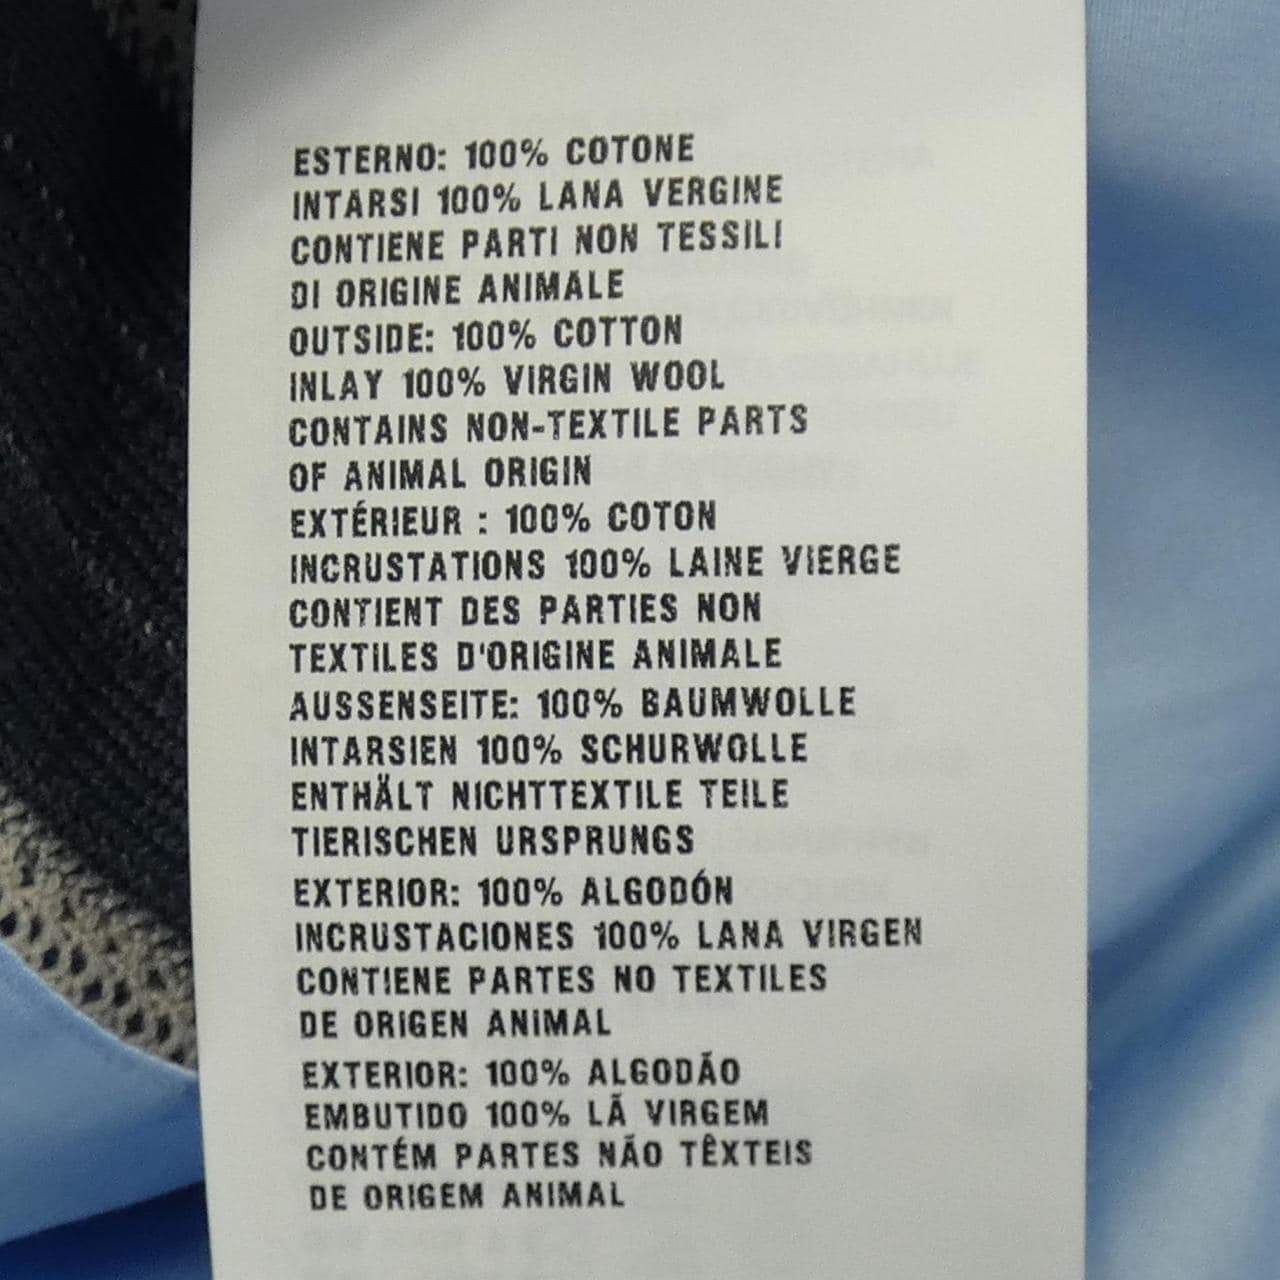 ESTERNO: 100% COTONE
INTARSI 100% LANA VERGINE
CONTIENE PARTI NON TESSILI
DI ORIGINE ANIMALE
OUTSIDE: 100% COTTON
INLAY 100% VIRGIN WOOL
CONTAINS NON-TEXTILE PARTS
OF ANIMAL ORIGIN
EXTÉRIEUR : 100% COTON
INCRUSTATIONS 100% LAINE VIERGE
CONTIENT DES PARTIES NON
TEXTILES D'ORIGINE ANIMALE
AUSSENSEITE: 100% BAUMWOLLE
INTARSIEN 100% SCHURWOLLE
ENTHÄLT NICHTTEXTILE TEILE
TIERISCHEN URSPRUNGS
EXTERIOR: 100% ALGODÓN
INCRUSTACIONES 100% LANA VIRGEN
CONTIENE PARTES NO TEXTILES
DE ORIGEN ANIMAL
EXTERIOR: 100% ALGODÃO
EMBUTIDO 100% LÃ VIRGEM
CONTÉM PARTES NÃO TÊXTEIS
DE ORIGEM ANIMAL